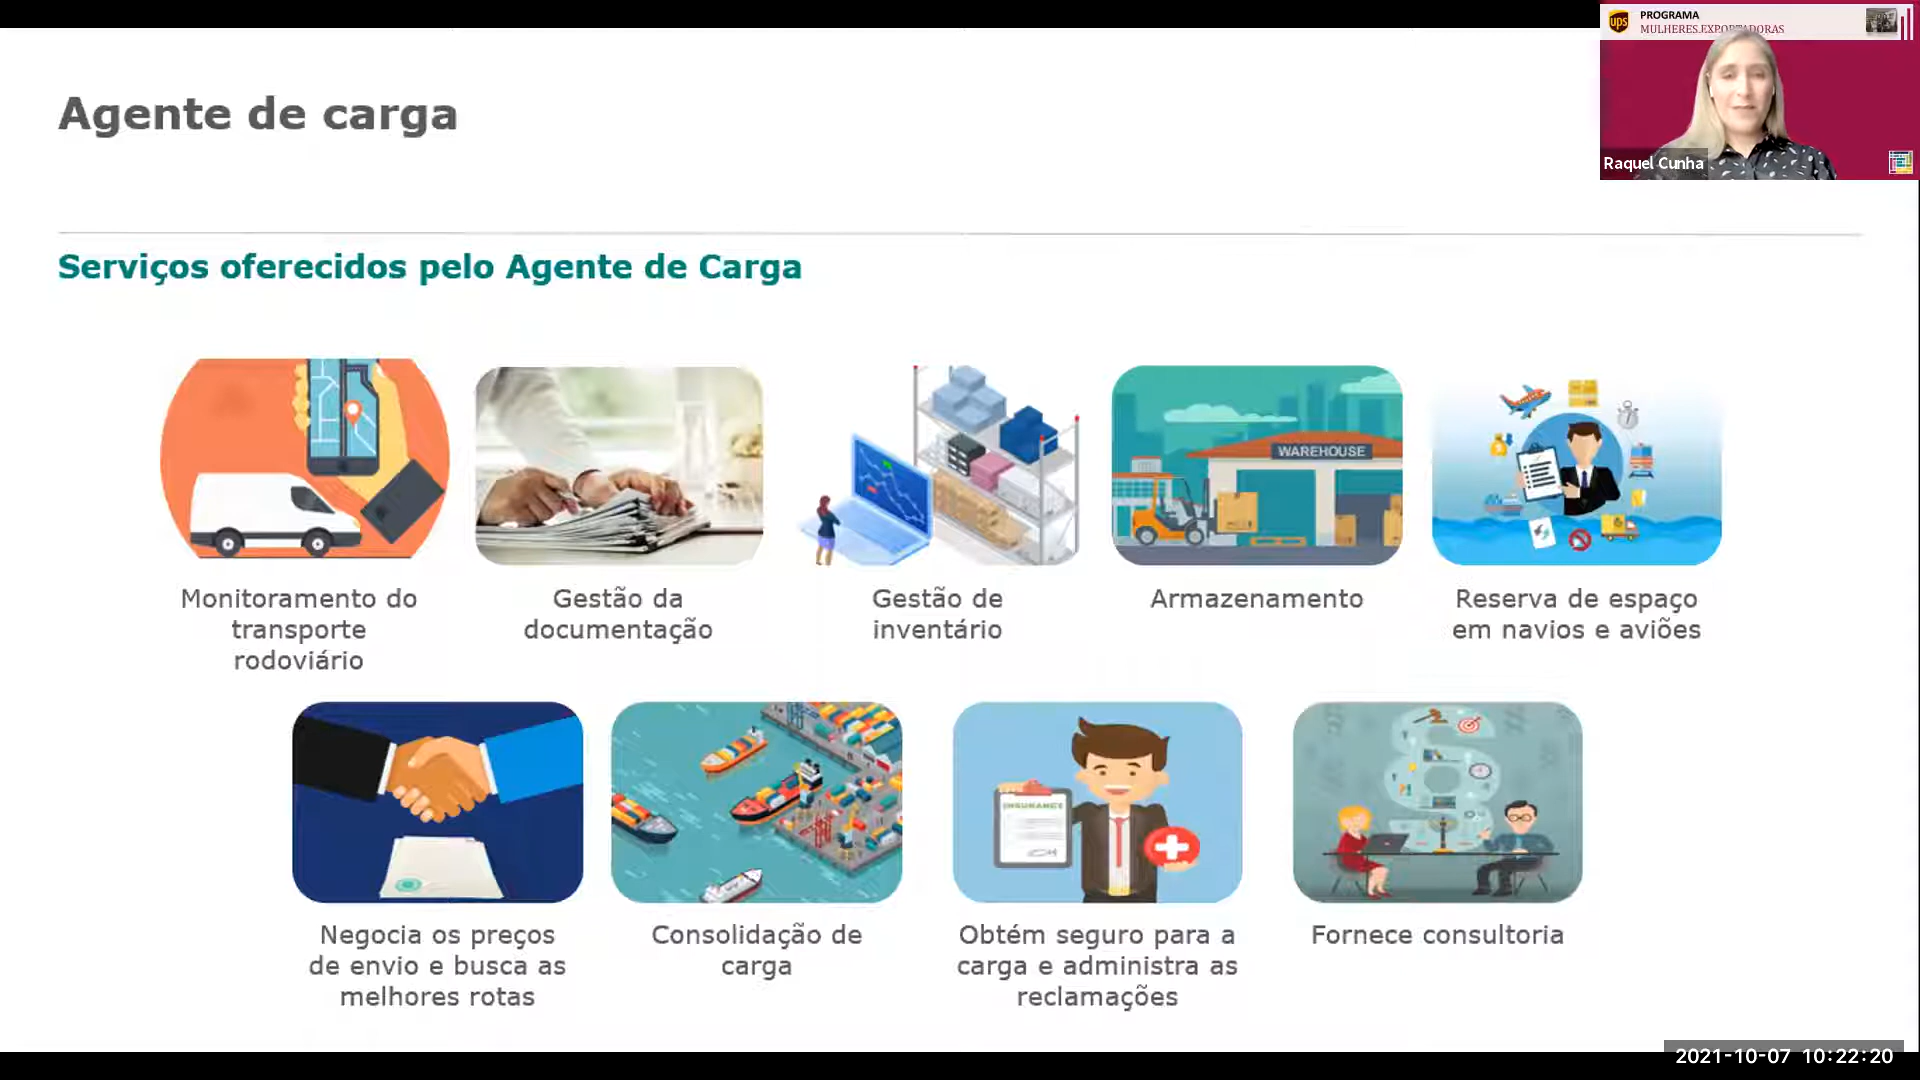 ups
PROGRAMA
MULHERES EXPORTADORAS
Agente de carga
Raquel Cunha
Serviços oferecidos pelo Agente de Carga
WAREHOUSE
Monitoramento do
transporte
rodoviário
Gestão da
documentação
Gestão de
inventário
Armazenamento
Reserva de espaço
em navios e aviões
INSURANCE
Negocia os preços
de envio e busca as
melhores rotas
Consolidação de
carga
Obtém seguro para a
carga e administra as
reclamações
Fornece consultoria
2021-10-07 10:22:20